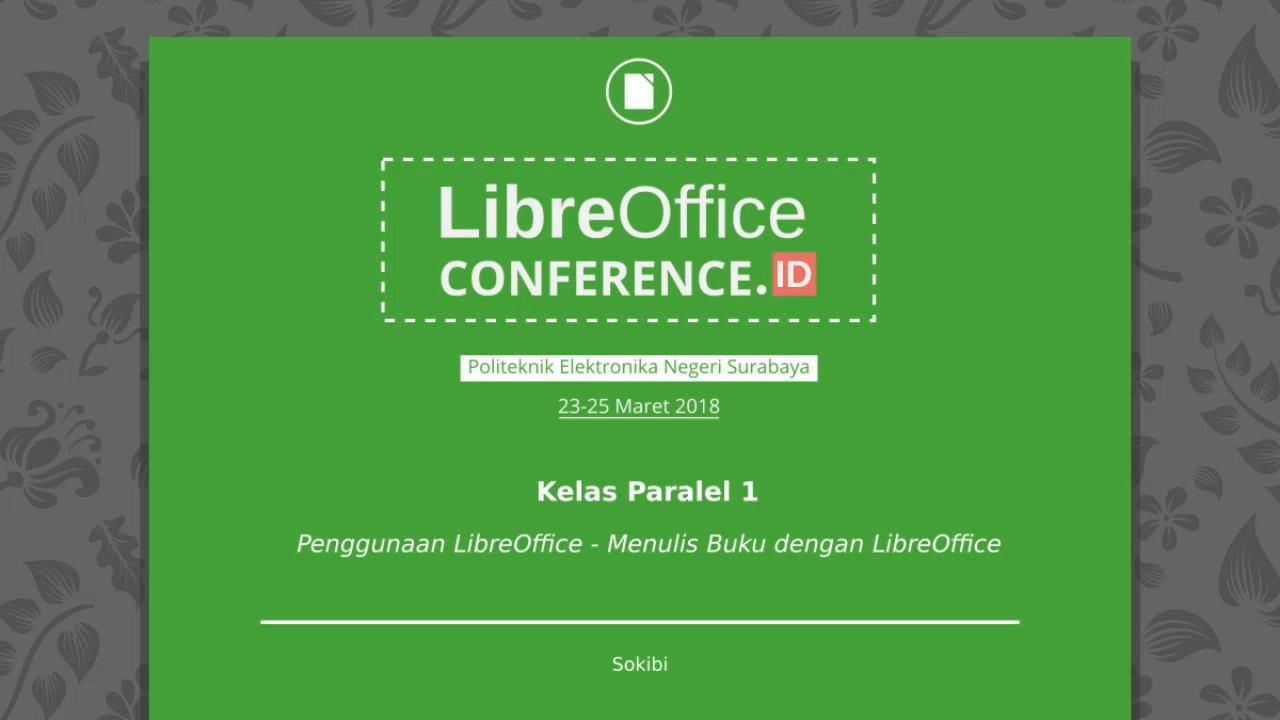 LibreOffice
CONFERENCE.ID
Politeknik Elektronika Negeri Surabaya
23-25 Maret 2018
Kelas Paralel 1
Penggunaan LibreOffice - Menulis Buku dengan LibreOffice
Sokibi